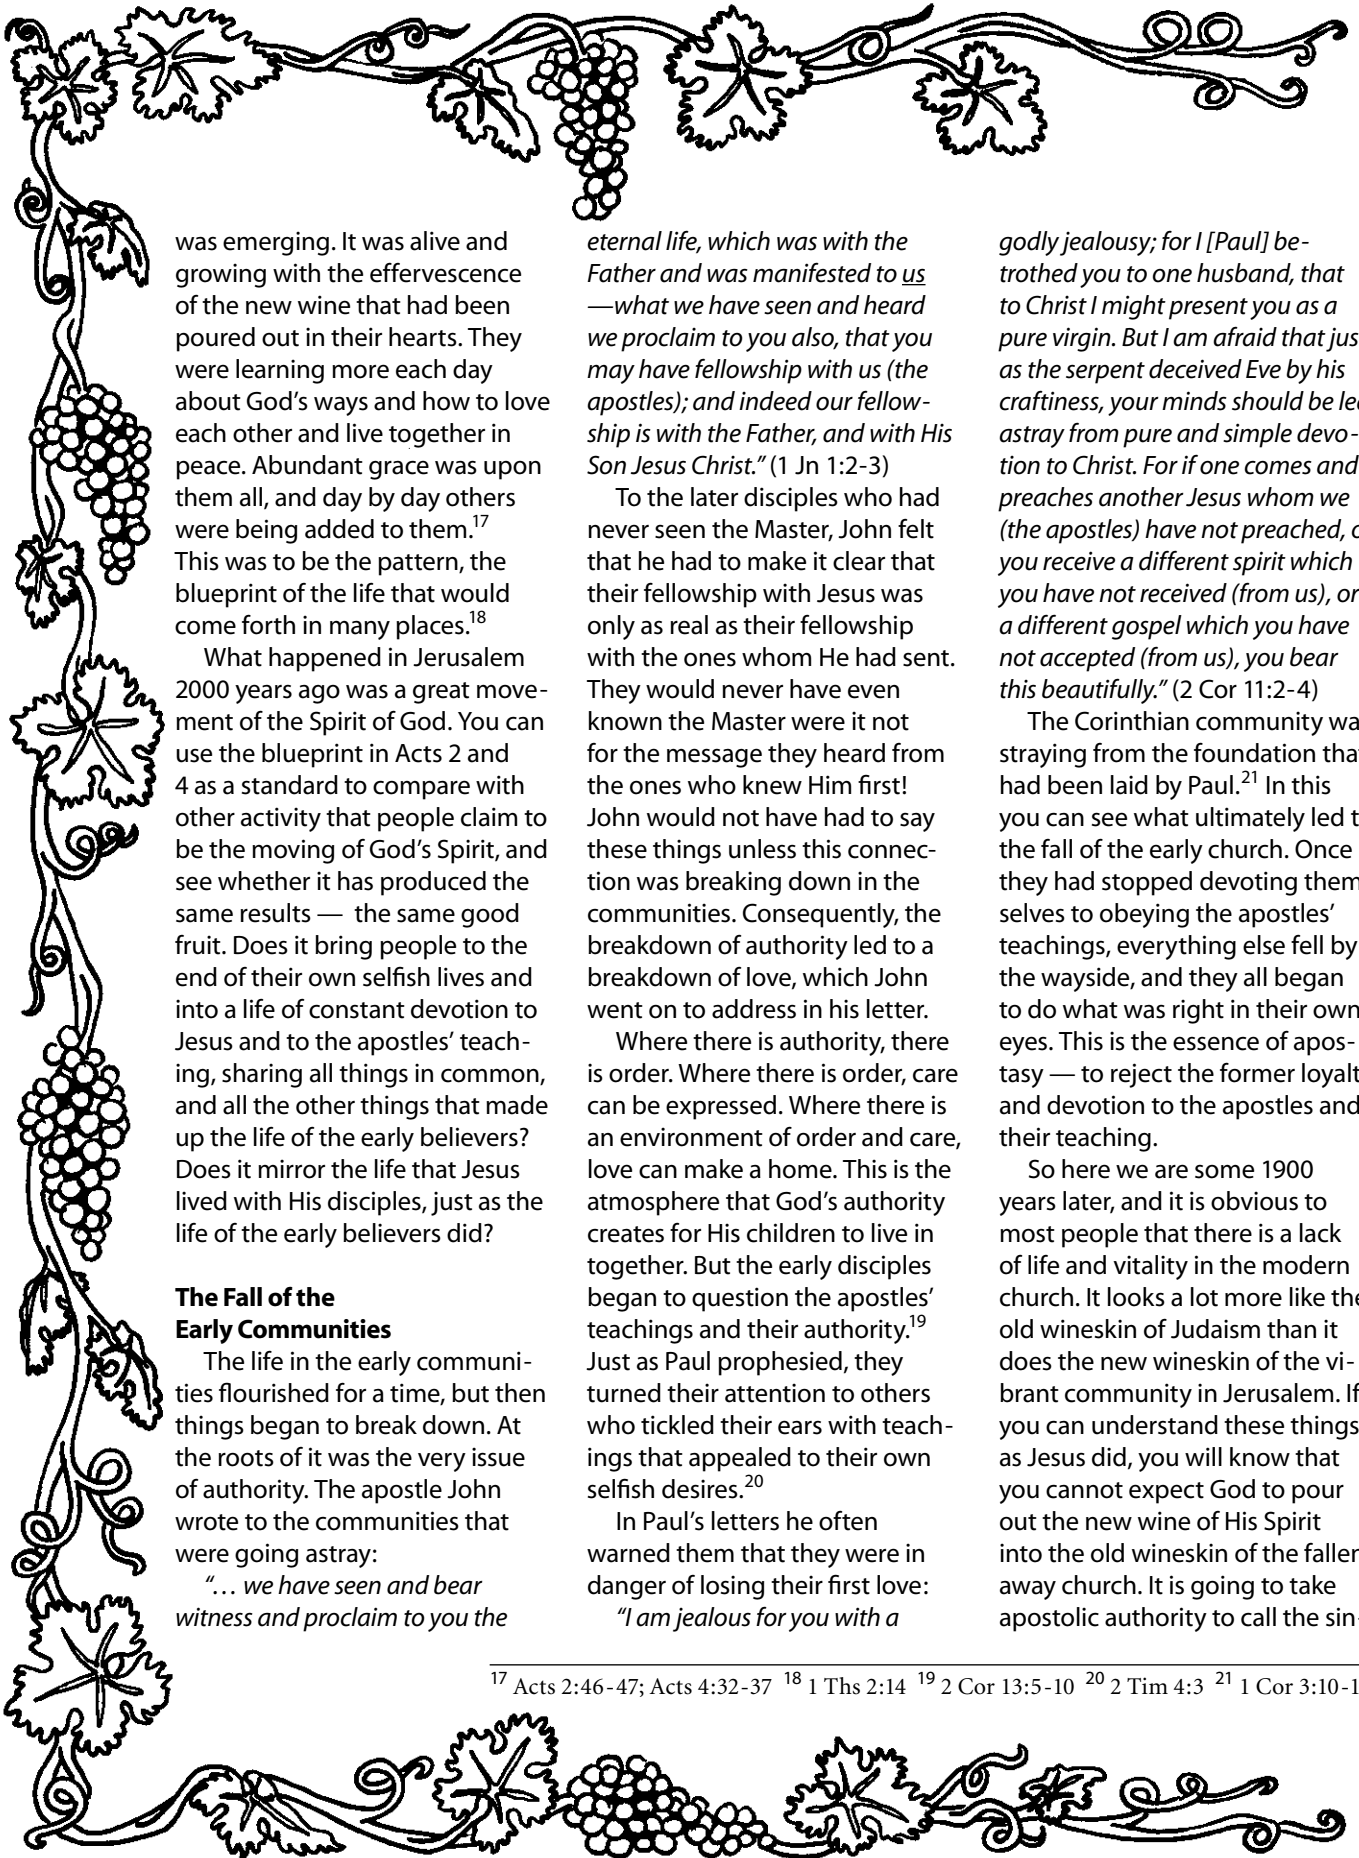 was emerging. It was alive and
growing with the effervescence
of the new wine that had been
poured out in their hearts. They
were learning more each day
about God’s ways and how to love
each other and live together in
peace. Abundant grace was upon
them all, and day by day others
were being added to them.17
This was to be the pattern, the
blueprint of the life that would
come forth in many places.18
What happened in Jerusalem
2000 years ago was a great move-
ment of the Spirit of God. You can
use the blueprint in Acts 2 and
4 as a standard to compare with
other activity that people claim to
be the moving of God’s Spirit, and
see whether it has produced the
same results — the same good
fruit. Does it bring people to the
end of their own selfish lives and
into a life of constant devotion to
Jesus and to the apostles’ teach-
ing, sharing all things in common,
and all the other things that made
up the life of the early believers?
Does it mirror the life that Jesus
lived with His disciples, just as the
life of the early believers did?
The Fall of the
Early Communities
The life in the early communi-
ties flourished for a time, but then
things began to break down. At
the roots of it was the very issue
of authority. The apostle John
wrote to the communities that
were going astray:
“… we have seen and bear
witness and proclaim to you the
eternal life, which was with the
Father and was manifested to us
—what we have seen and heard
we proclaim to you also, that you
may have fellowship with us (the
apostles); and indeed our fellow-
ship is with the Father, and with His
Son Jesus Christ.” (1 Jn 1:2-3)
To the later disciples who had
never seen the Master, John felt
that he had to make it clear that
their fellowship with Jesus was
only as real as their fellowship
with the ones whom He had sent.
They would never have even
known the Master were it not
for the message they heard from
the ones who knew Him first!
John would not have had to say
these things unless this connec-
tion was breaking down in the
communities. Consequently, the
breakdown of authority led to a
breakdown of love, which John
went on to address in his letter.
Where there is authority, there
is order. Where there is order, care
can be expressed. Where there is
an environment of order and care,
love can make a home. This is the
atmosphere that God’s authority
creates for His children to live in
together. But the early disciples
began to question the apostles’
teachings and their authority.19
Just as Paul prophesied, they
turned their attention to others
who tickled their ears with teach-
ings that appealed to their own
selfish desires.20
In Paul’s letters he often
warned them that they were in
danger of losing their first love:
“I am jealous for you with a
godly jealousy; for I [Paul] be-
trothed you to one husband, that
to Christ I might present you as a
pure virgin. But I am afraid that jus
as the serpent deceived Eve by his
craftiness, your minds should be led
astray from pure and simple devo-
tion to Christ. For if one comes and
preaches another Jesus whom we
(the apostles) have not preached, o
you receive a different spirit which
you have not received (from us), or
a different gospel which you have
not accepted (from us), you bear
this beautifully.” (2 Cor 11:2-4)
The Corinthian community wa
straying from the foundation that
had been laid by Paul.21 In this
you can see what ultimately led t
the fall of the early church. Once
they had stopped devoting them
selves to obeying the apostles’
teachings, everything else fell by
the wayside, and they all began
to do what was right in their own
eyes. This is the essence of apos-
tasy — to reject the former loyalt
and devotion to the apostles and
their teaching.
So here we are some 1900
years later, and it is obvious to
most people that there is a lack
of life and vitality in the modern
church. It looks a lot more like the
old wineskin of Judaism than it
does the new wineskin of the vi-
brant community in Jerusalem. If
you can understand these things
as Jesus did, you will know that
you cannot expect God to pour
out the new wine of His Spirit
into the old wineskin of the fallen
away church. It is going to take
apostolic authority to call the sin-
17 Acts 2:46-47; Acts 4:32-37 18 1 Ths 2:14 19 2 Cor 13:5-10 20 2 Tim 4:3 21 1 Cor 3:10-1